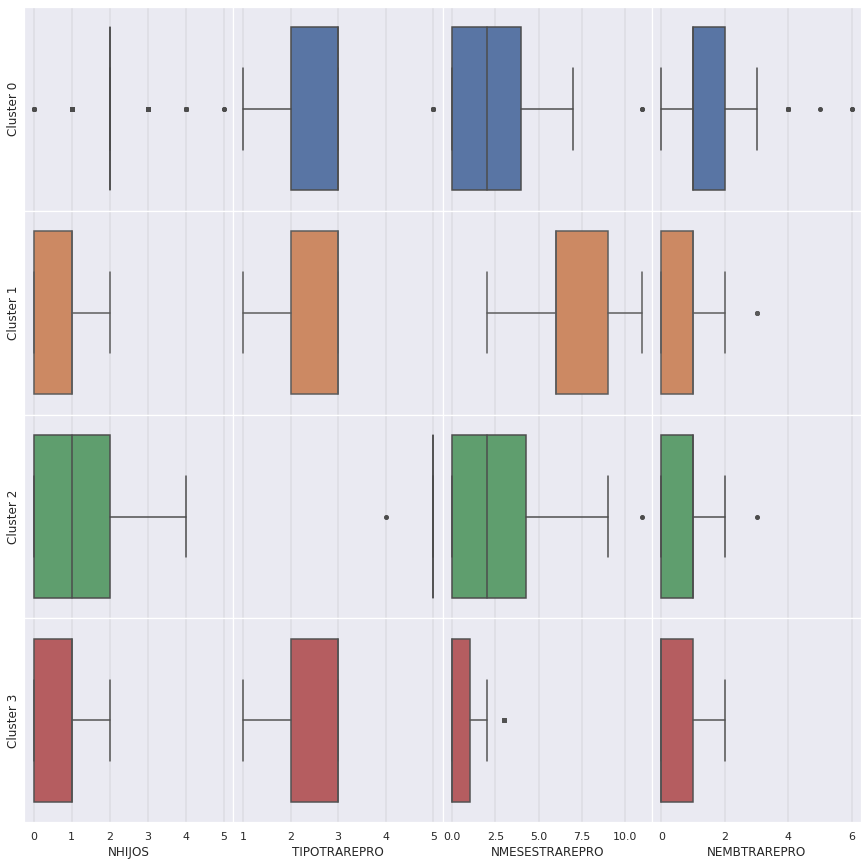 Cluster 0
Cluster 1
Cluster 2
Cluster 3
0 1 2 3 4 5
1 2 3 4 5
0.0 2.5 5.0 7.5 10.0
0 2 4 6
NHIJOS
TIPOTRAREPRO
NMESESTRAREPRO
NEMBTRAREPRO